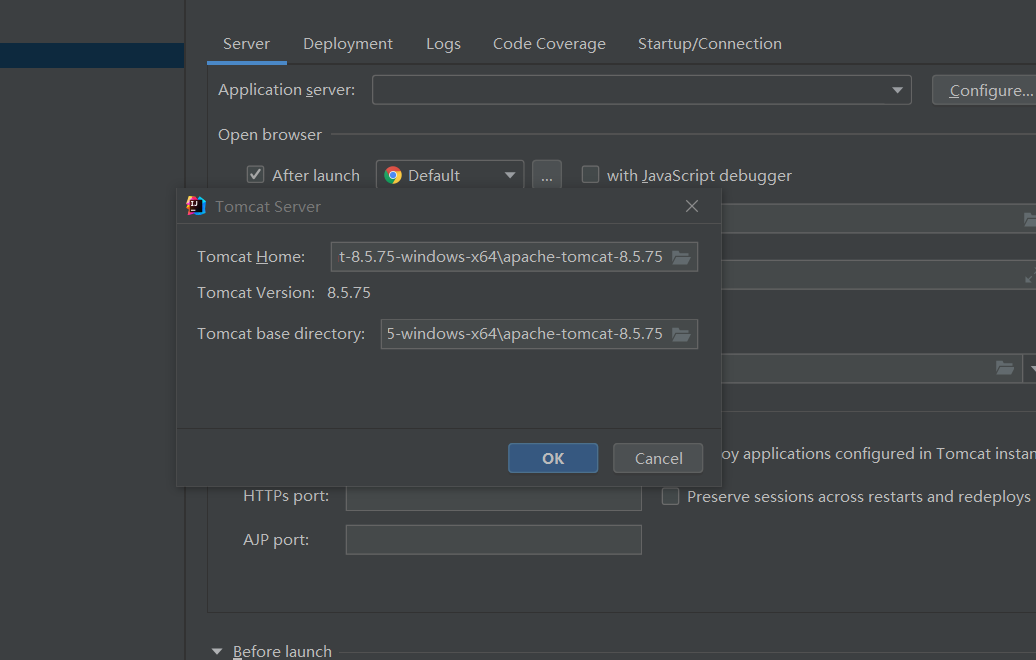 Server Deployment Logs Code Coverage Startup/Connection
Application server: Configure...
Open browser
After launch Default ... with JavaScript debugger
Tomcat Server
Tomcat Home: t-8.5.75-windows-x64\apache-tomcat-8.5.75
Tomcat Version: 8.5.75
Tomcat base directory: 5-windows-x64\apache-tomcat-8.5.75
OK Cancel
oy applications configured in Tomcat instan
HTTPs port: Preserve sessions across restarts and redeploys
AJP port:
Before launch